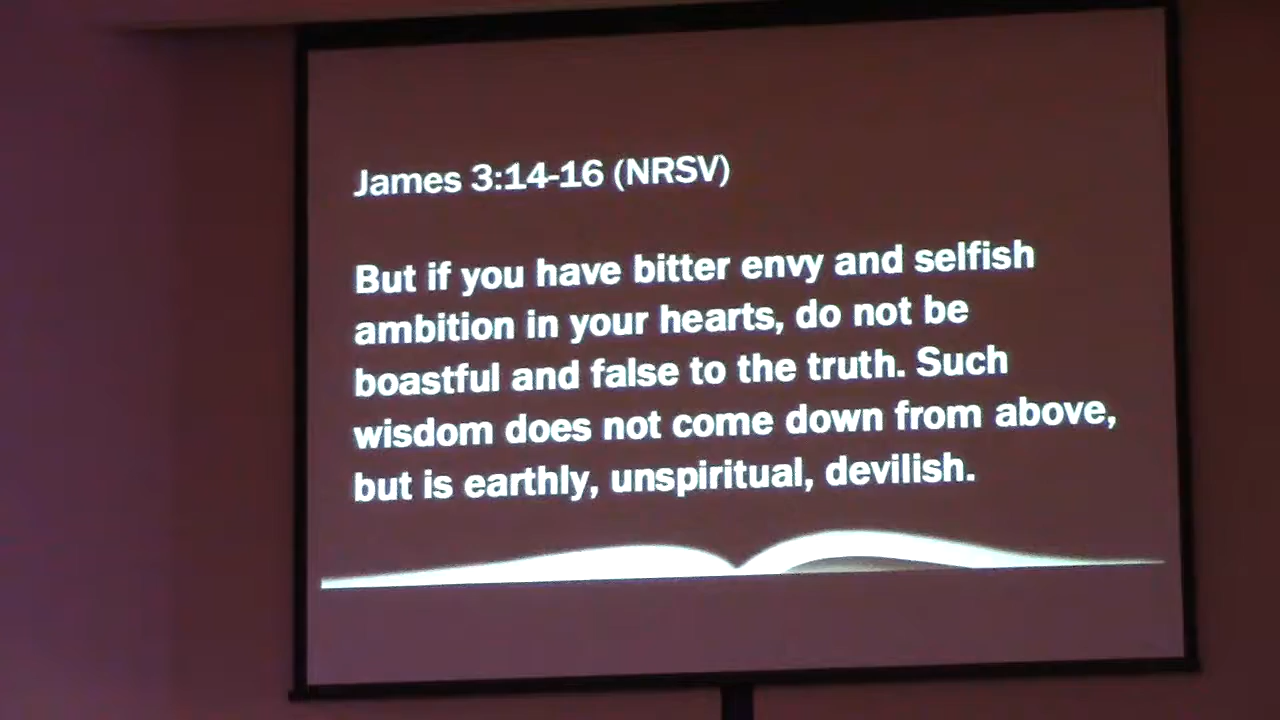 James 3:14-16 (NRSV)
But if you have bitter envy and selfish
ambition in your hearts, do not be
boastful and false to the truth. Such
wisdom does not come down from above,
but is earthly, unspiritual, devilish.